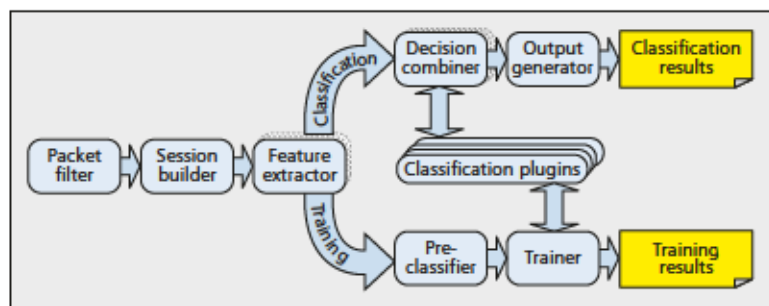 Packet
filter
Session
builder
Feature
extractor
Classification
Decision
combiner
Output
generator
Classification
results
Classification plugins
Training
Pre-
classifier
Trainer
Training
results